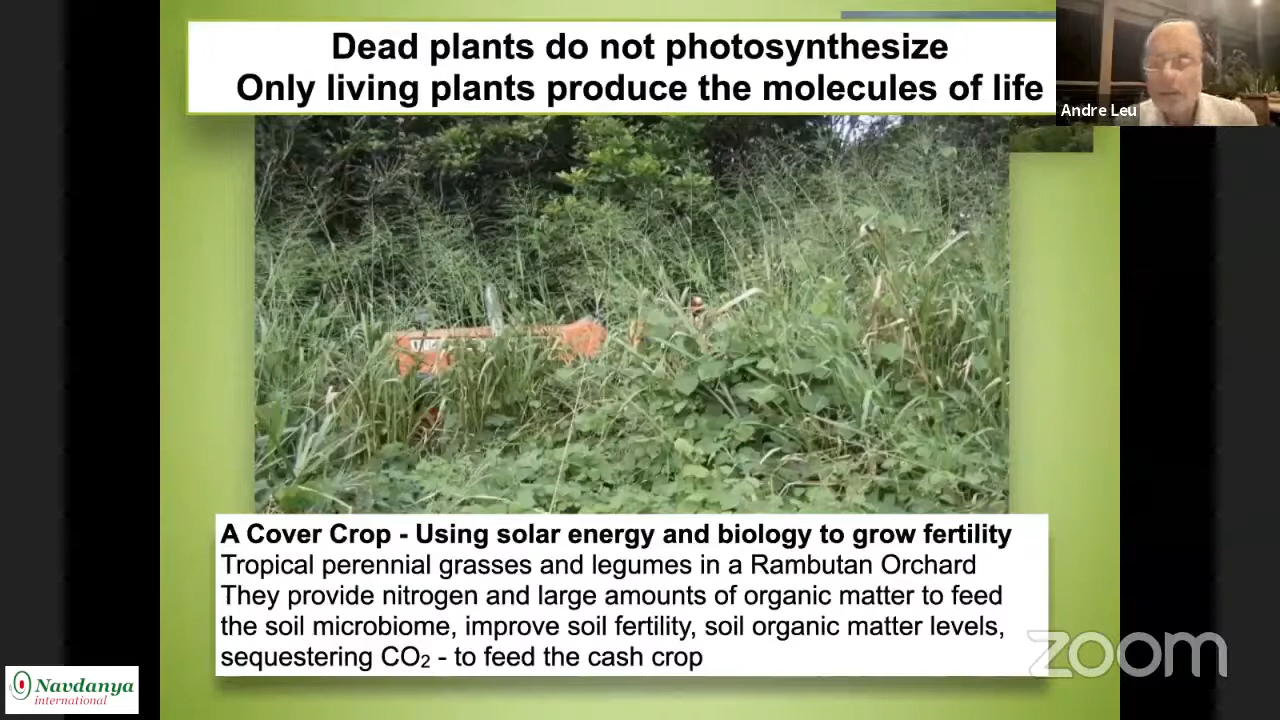 Dead plants do not photosynthesize
Only living plants produce the molecules of life
Andre Leu
A Cover Crop - Using solar energy and biology to grow fertility
Tropical perennial grasses and legumes in a Rambutan Orchard
They provide nitrogen and large amounts of organic matter to feed
the soil microbiome, improve soil fertility, soil organic matter levels,
sequestering CO₂ - to feed the cash crop
zoom
Navdanya
international